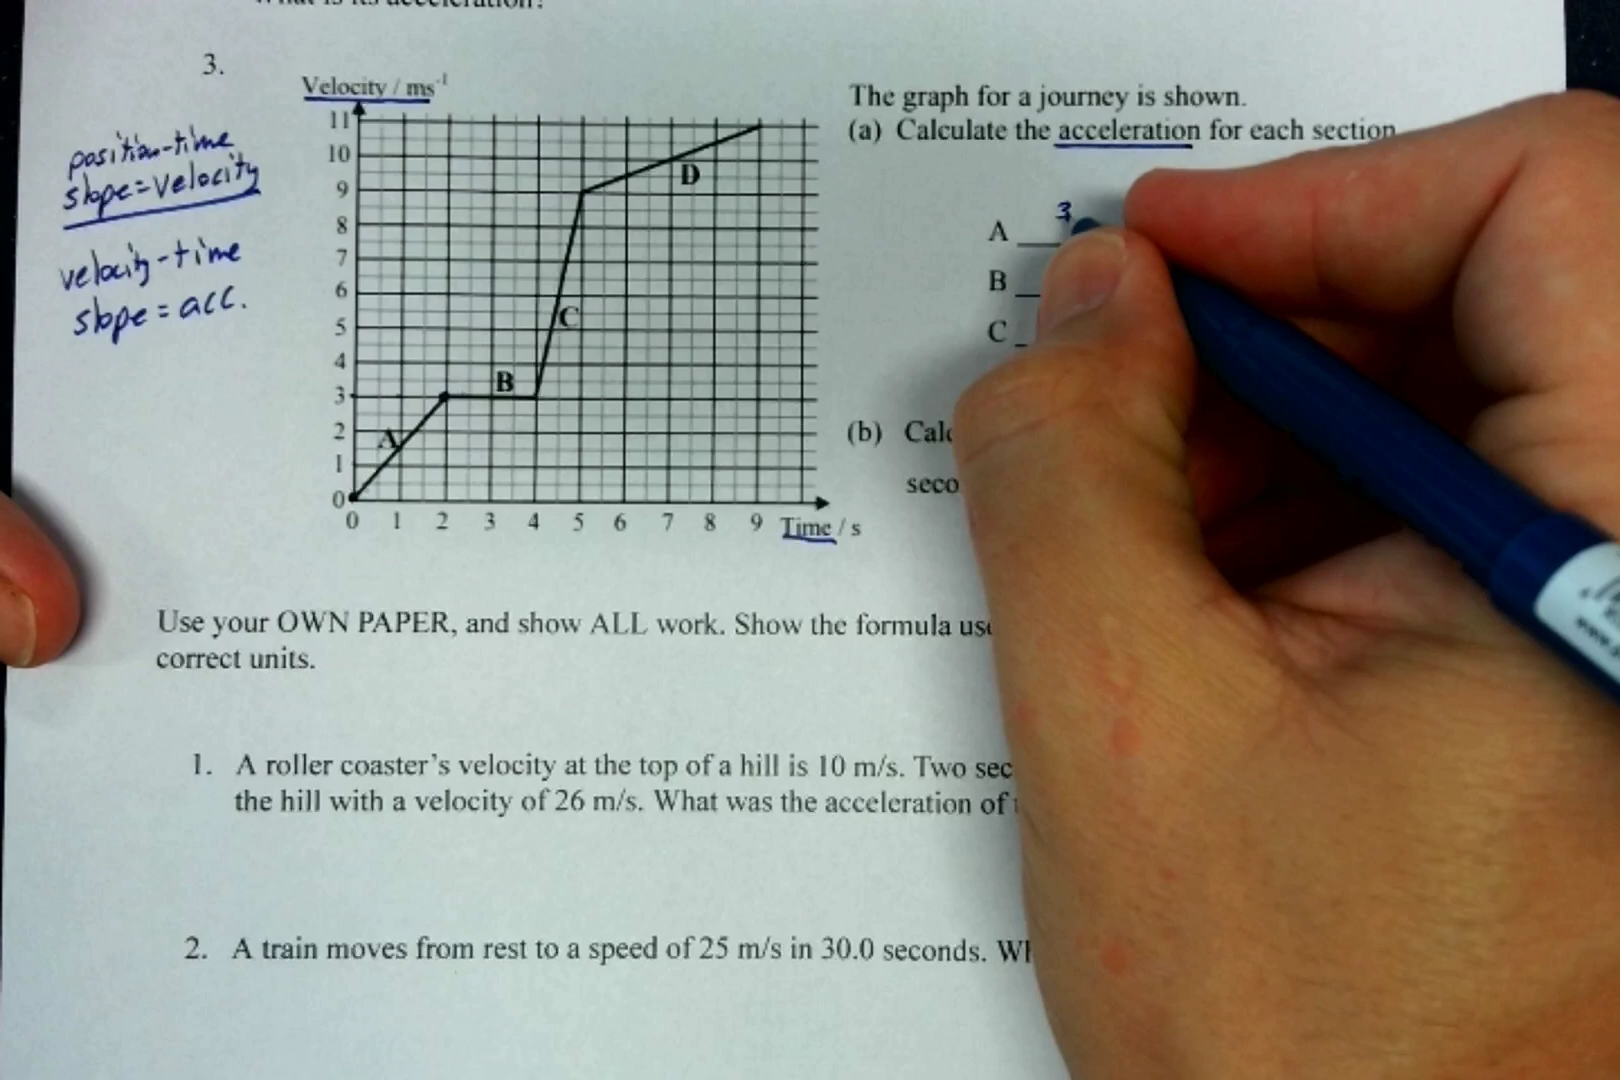 What is its acceleration?
3.
Velocity / ms⁻¹
11
10
9
8
7
6
5
4
3
2
1
0
0 1 2 3 4 5 6 7 8 9 Time / s
A
B
C
D
position-time
slope=velocity
velocity-time
slope=acc.
The graph for a journey is shown.
(a) Calculate the acceleration for each section
A 3
B
C
(b)
Use your OWN PAPER, and show ALL work. Show the formula
correct units.
1. A roller coaster's velocity at the top of a hill is 10 m/s. Two
the hill with a velocity of 26 m/s. What was the acceleration of
2. A train moves from rest to a speed of 25 m/s in 30.0 seconds.